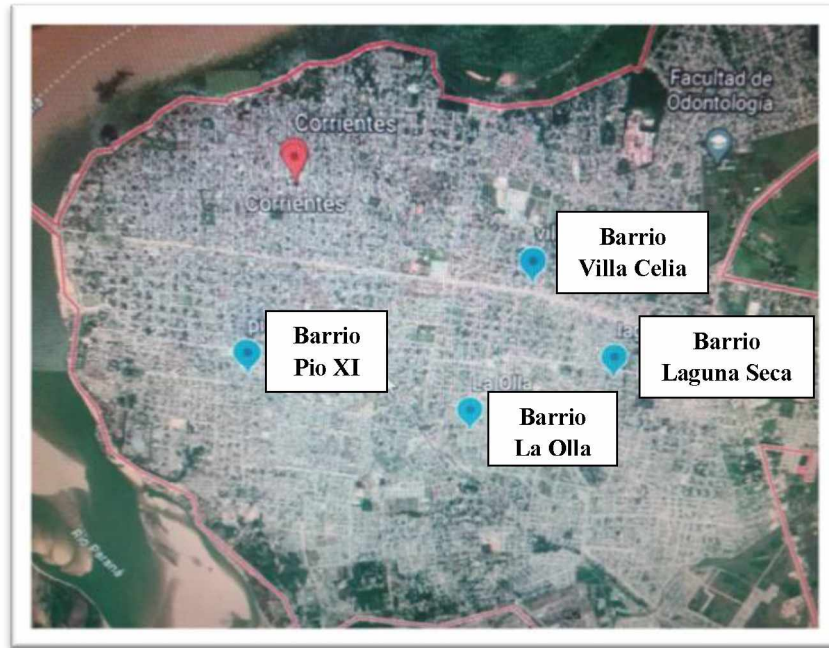 Facultad de
Odontología
Corrientes
Corrientes
Barrio
Villa Celia
Barrio
Pio XI
Barrio
Laguna Seca
La Olla
Barrio
La Olla
Río Paraná